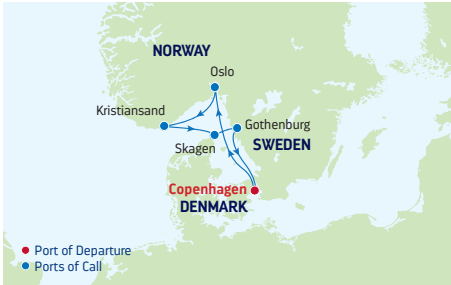 NORWAY
Oslo
Kristiansand
Gothenburg
Skagen
SWEDEN
Copenhagen
DENMARK
Port of Departure
Ports of Call